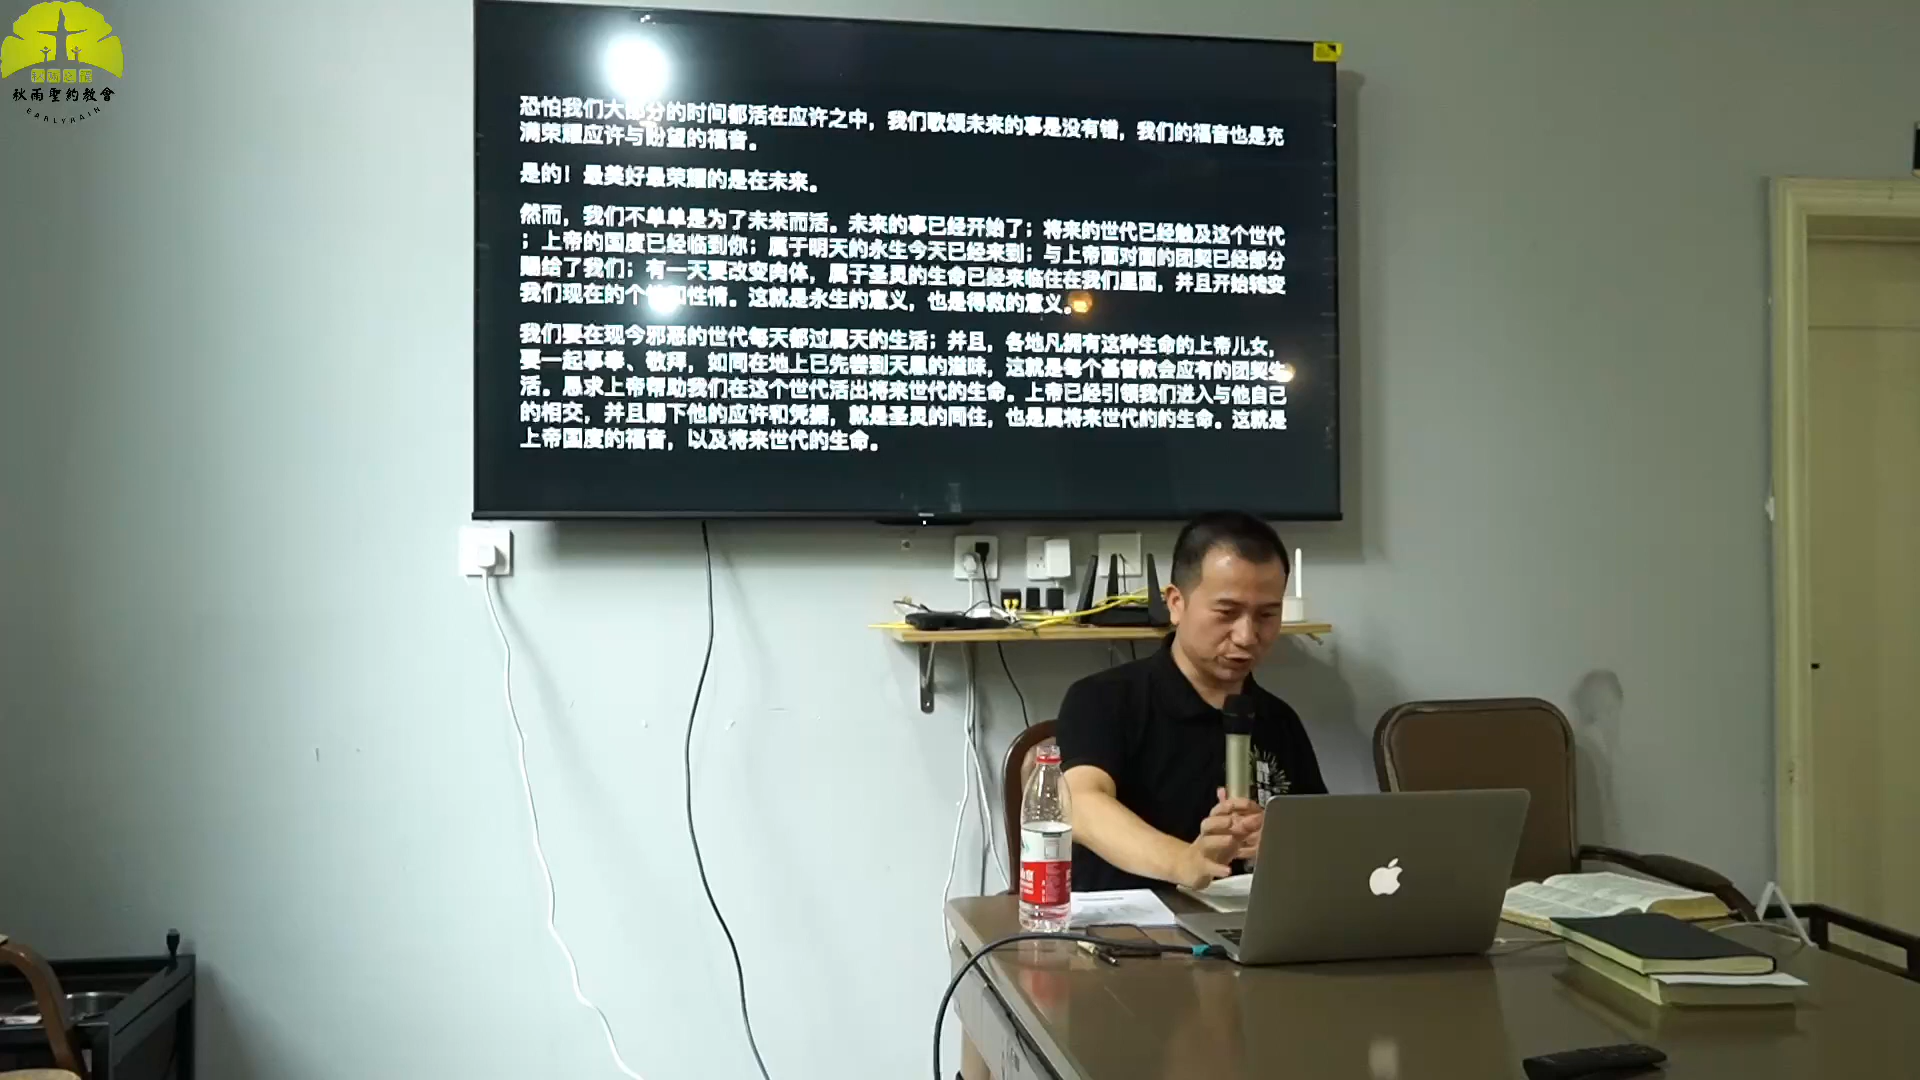 秋雨之福
秋雨聖約教會
EARLYRAIN
恐怕我们大部分的时间都活在应许之中，我们歌颂未来的事是没有错，我们的福音也是充
满荣耀应许与盼望的福音。
是的！最美好最荣耀的是在未来。
然而，我们不单单是为了未来而活。未来的事已经开始了；将来的世代已经触及这个世代
；上帝的国度已经临到你；属于明天的永生今天已经来到；与上帝面对面的团契已经部分
赐给了我们；有一天要改变肉体，属于圣灵的生命已经来临住在我们里面，并且开始转变
我们现在的个性和性情。这就是永生的意义，也是得救的意义。
我们要在现今邪恶的世代每天都过属天的生活；并且，各地凡拥有这种生命的上帝儿女，
要一起事奉、敬拜，如同在地上已先尝到天恩的滋味，这就是每个基督教会应有的团契生
活。恳求上帝帮助我们在这个世代活出将来世代的生命。上帝已经引领我们进入与他自己
的相交，并且赐下他的应许和凭据，就是圣灵的同住，也是属将来世代的的生命。这就是
上帝国度的福音，以及将来世代的生命。